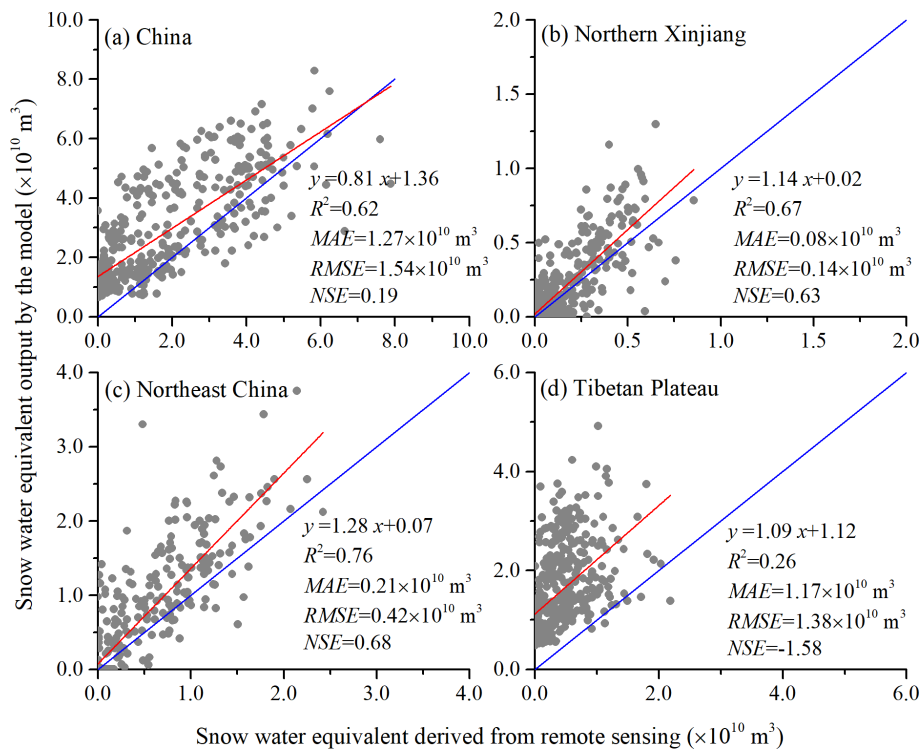 Snow water equivalent output by the model (×10¹⁰ m³)
10.0
8.0
6.0
4.0
2.0
0.0
(a) China
y=0.81 x+1.36
R²=0.62
MAE=1.27×10¹⁰ m³
RMSE=1.54×10¹⁰ m³
NSE=0.19
0.0 2.0 4.0 6.0 8.0 10.0
2.0
1.5
1.0
0.5
0.0
(b) Northern Xinjiang
y=1.14 x+0.02
R²=0.67
MAE=0.08×10¹⁰ m³
RMSE=0.14×10¹⁰ m³
NSE=0.63
0.0 0.5 1.0 1.5 2.0
4.0
3.0
2.0
1.0
0.0
(c) Northeast China
y=1.28 x+0.07
R²=0.76
MAE=0.21×10¹⁰ m³
RMSE=0.42×10¹⁰ m³
NSE=0.68
0.0 1.0 2.0 3.0 4.0
6.0
4.0
2.0
0.0
(d) Tibetan Plateau
y=1.09 x+1.12
R²=0.26
MAE=1.17×10¹⁰ m³
RMSE=1.38×10¹⁰ m³
NSE=-1.58
0.0 2.0 4.0 6.0
Snow water equivalent derived from remote sensing (×10¹⁰ m³)